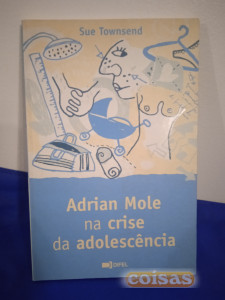 Sue Townsend
Adrian Mole
na crise
da adolescência
DIFEL
coisas